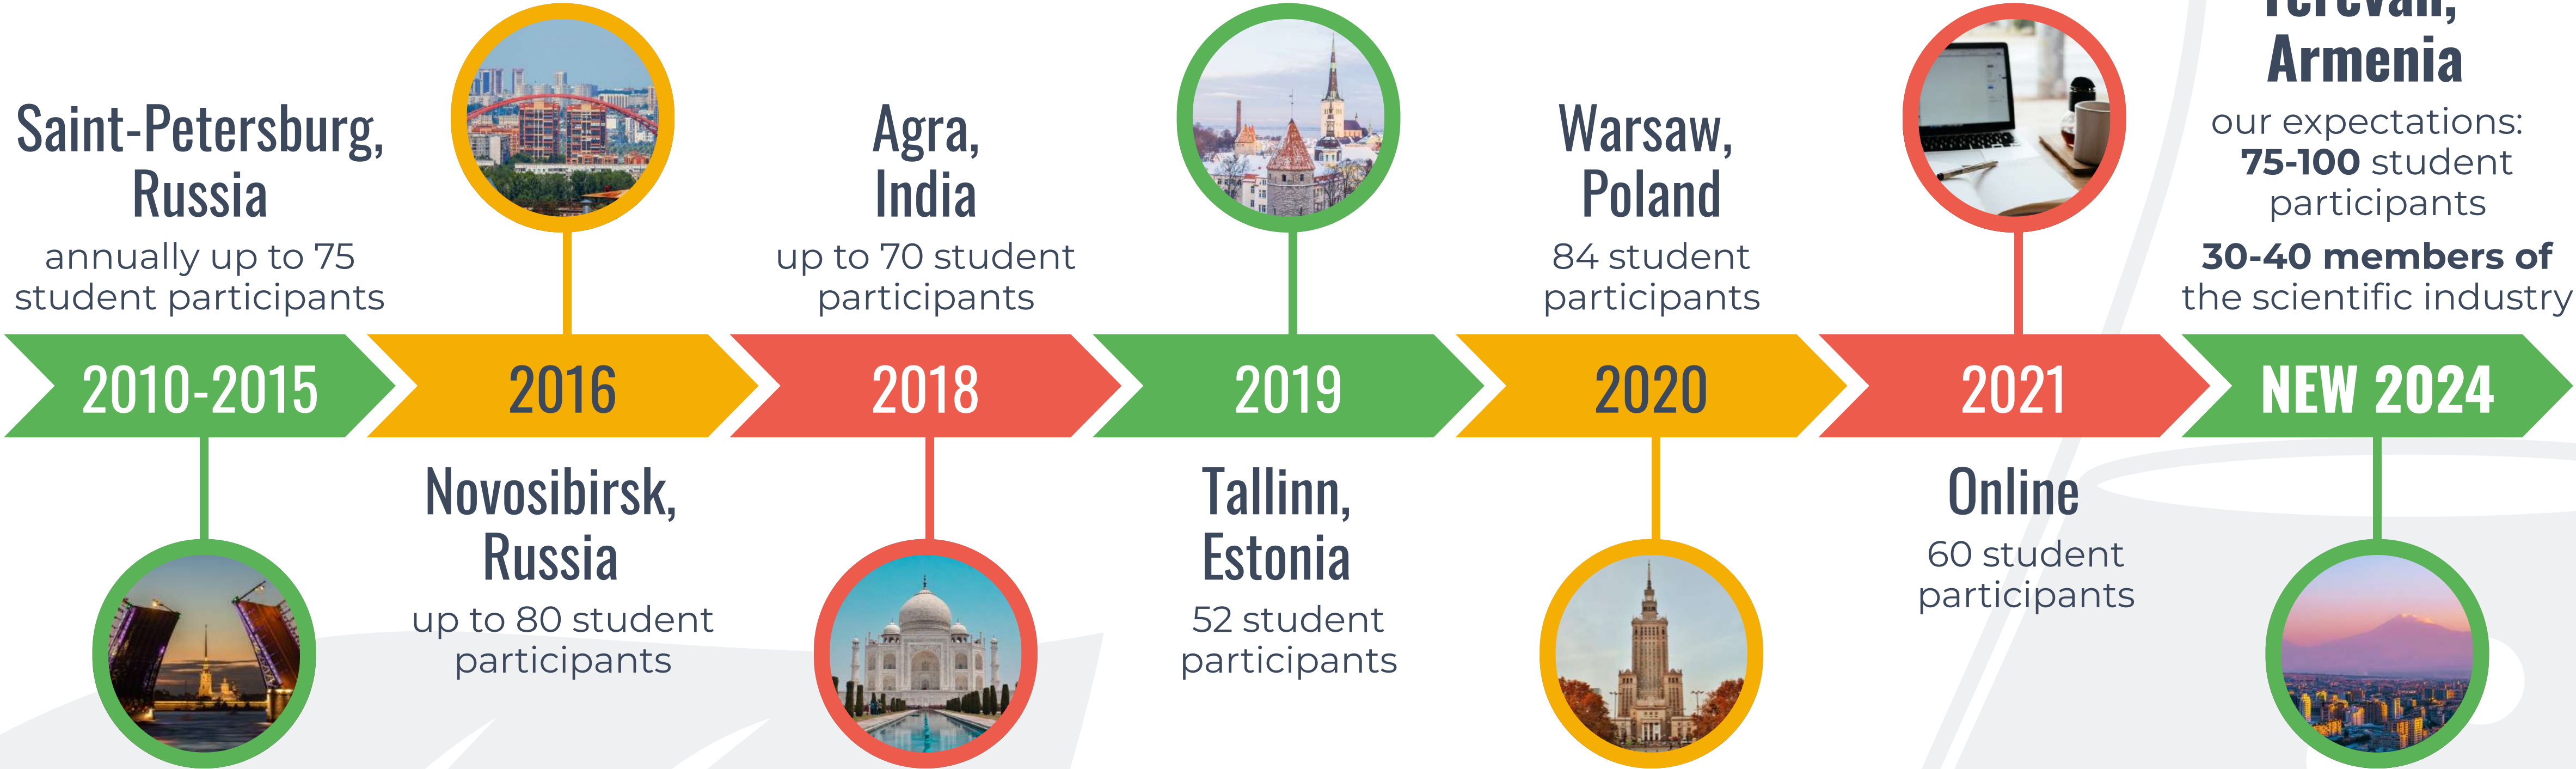 Saint-Petersburg,
Russia
annually up to 75
student participants
2010-2015
2016
Novosibirsk,
Russia
up to 80 student
participants
Agra,
India
up to 70 student
participants
2018
2019
Tallinn,
Estonia
52 student
participants
Warsaw,
Poland
84 student
participants
2020
2021
Online
60 student
participants
Yerevan,
Armenia
our expectations:
75-100 student
participants
30-40 members of
the scientific industry
NEW 2024